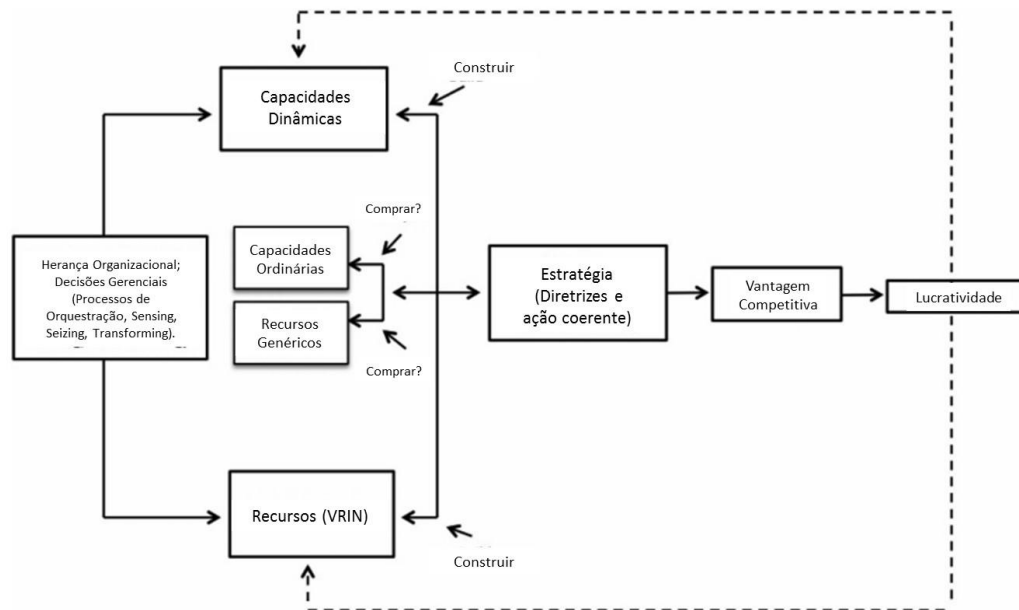 Construir
Capacidades
Dinâmicas
Comprar?
Capacidades
Ordinárias
Herança Organizacional;
Decisões Gerenciais
(Processos de
Orquestração, Sensing,
Seizing, Transforming).
Estratégia
(Diretrizes e
ação coerente)
Vantagem
Competitiva
Lucratividade
Recursos
Genéricos
Comprar?
Recursos (VRIN)
Construir